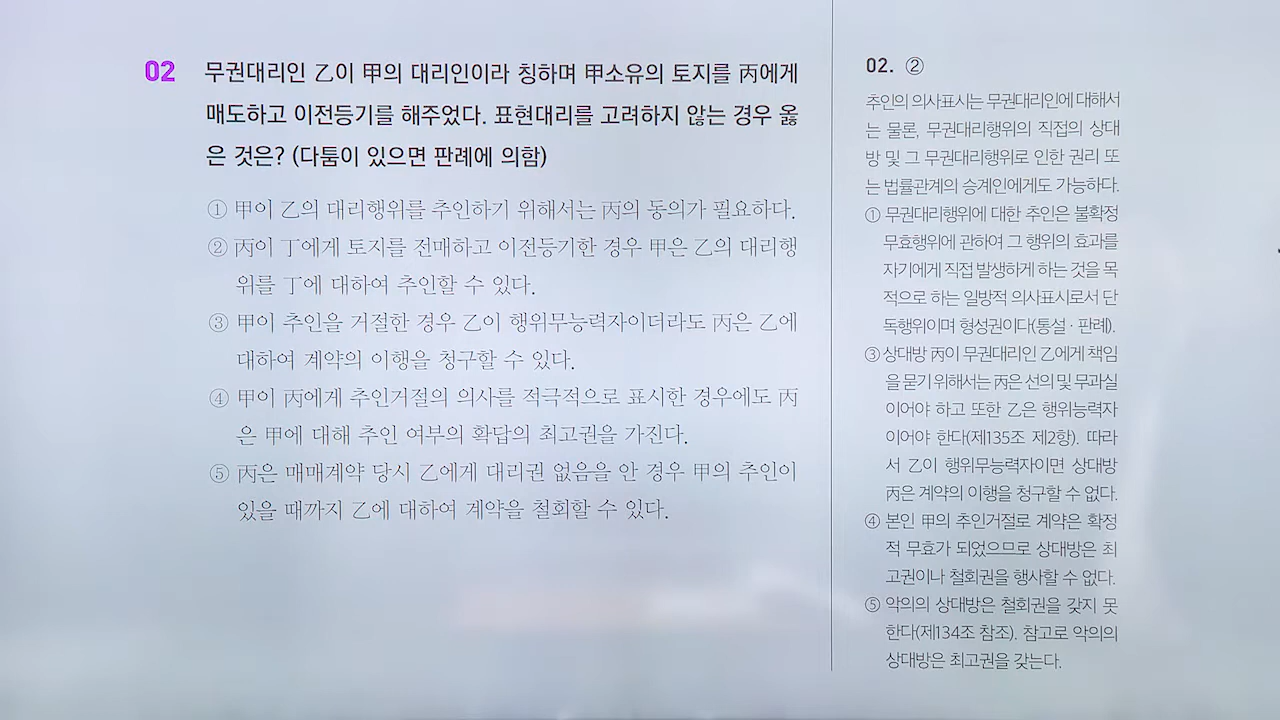 02 무권대리인 乙이 甲의 대리인이라 칭하며 甲소유의 토지를 丙에게
매도하고 이전등기를 해주었다. 표현대리를 고려하지 않는 경우 옳
은 것은? (다툼이 있으면 판례에 의함)
① 甲이 乙의 대리행위를 추인하기 위해서는 丙의 동의가 필요하다.
② 丙이 丁에게 토지를 전매하고 이전등기한 경우 甲은 乙의 대리행
위를 丁에 대하여 추인할 수 있다.
③ 甲이 추인을 거절한 경우 乙이 행위무능력자이더라도 丙은 乙에
대하여 계약의 이행을 청구할 수 있다.
④ 甲이 丙에게 추인거절의 의사를 적극적으로 표시한 경우에도 丙
은 甲에 대해 추인 여부의 확답의 최고권을 가진다.
⑤ 丙은 매매계약 당시 乙에게 대리권 없음을 안 경우 甲의 추인이
있을 때까지 乙에 대하여 계약을 철회할 수 있다.
02. ②
추인의 의사표시는 무권대리인에 대해서
는 물론, 무권대리행위의 직접의 상대
방 및 그 무권대리행위로 인한 권리 또
는 법률관계의 승계인에게도 가능하다.
① 무권대리행위에 대한 추인은 불확정
무효행위에 관하여 그 행위의 효과를
자기에게 직접 발생하게 하는 것을 목
적으로 하는 일방적 의사표시로서 단
독행위이며 형성권이다(통설·판례).
③ 상대방 丙이 무권대리인 乙에게 책임
을 묻기 위해서는 丙은 선의 및 무과실
이어야 하고 또한 乙은 행위능력자
이어야 한다(제135조 제2항). 따라
서 乙이 행위무능력자이면 상대방
丙은 계약의 이행을 청구할 수 없다.
④ 본인 甲의 추인거절로 계약은 확정
적 무효가 되었으므로 상대방은 최
고권이나 철회권을 행사할 수 없다.
⑤ 악의의 상대방은 철회권을 갖지 못
한다(제134조 참조). 참고로 악의의
상대방은 최고권을 갖는다.